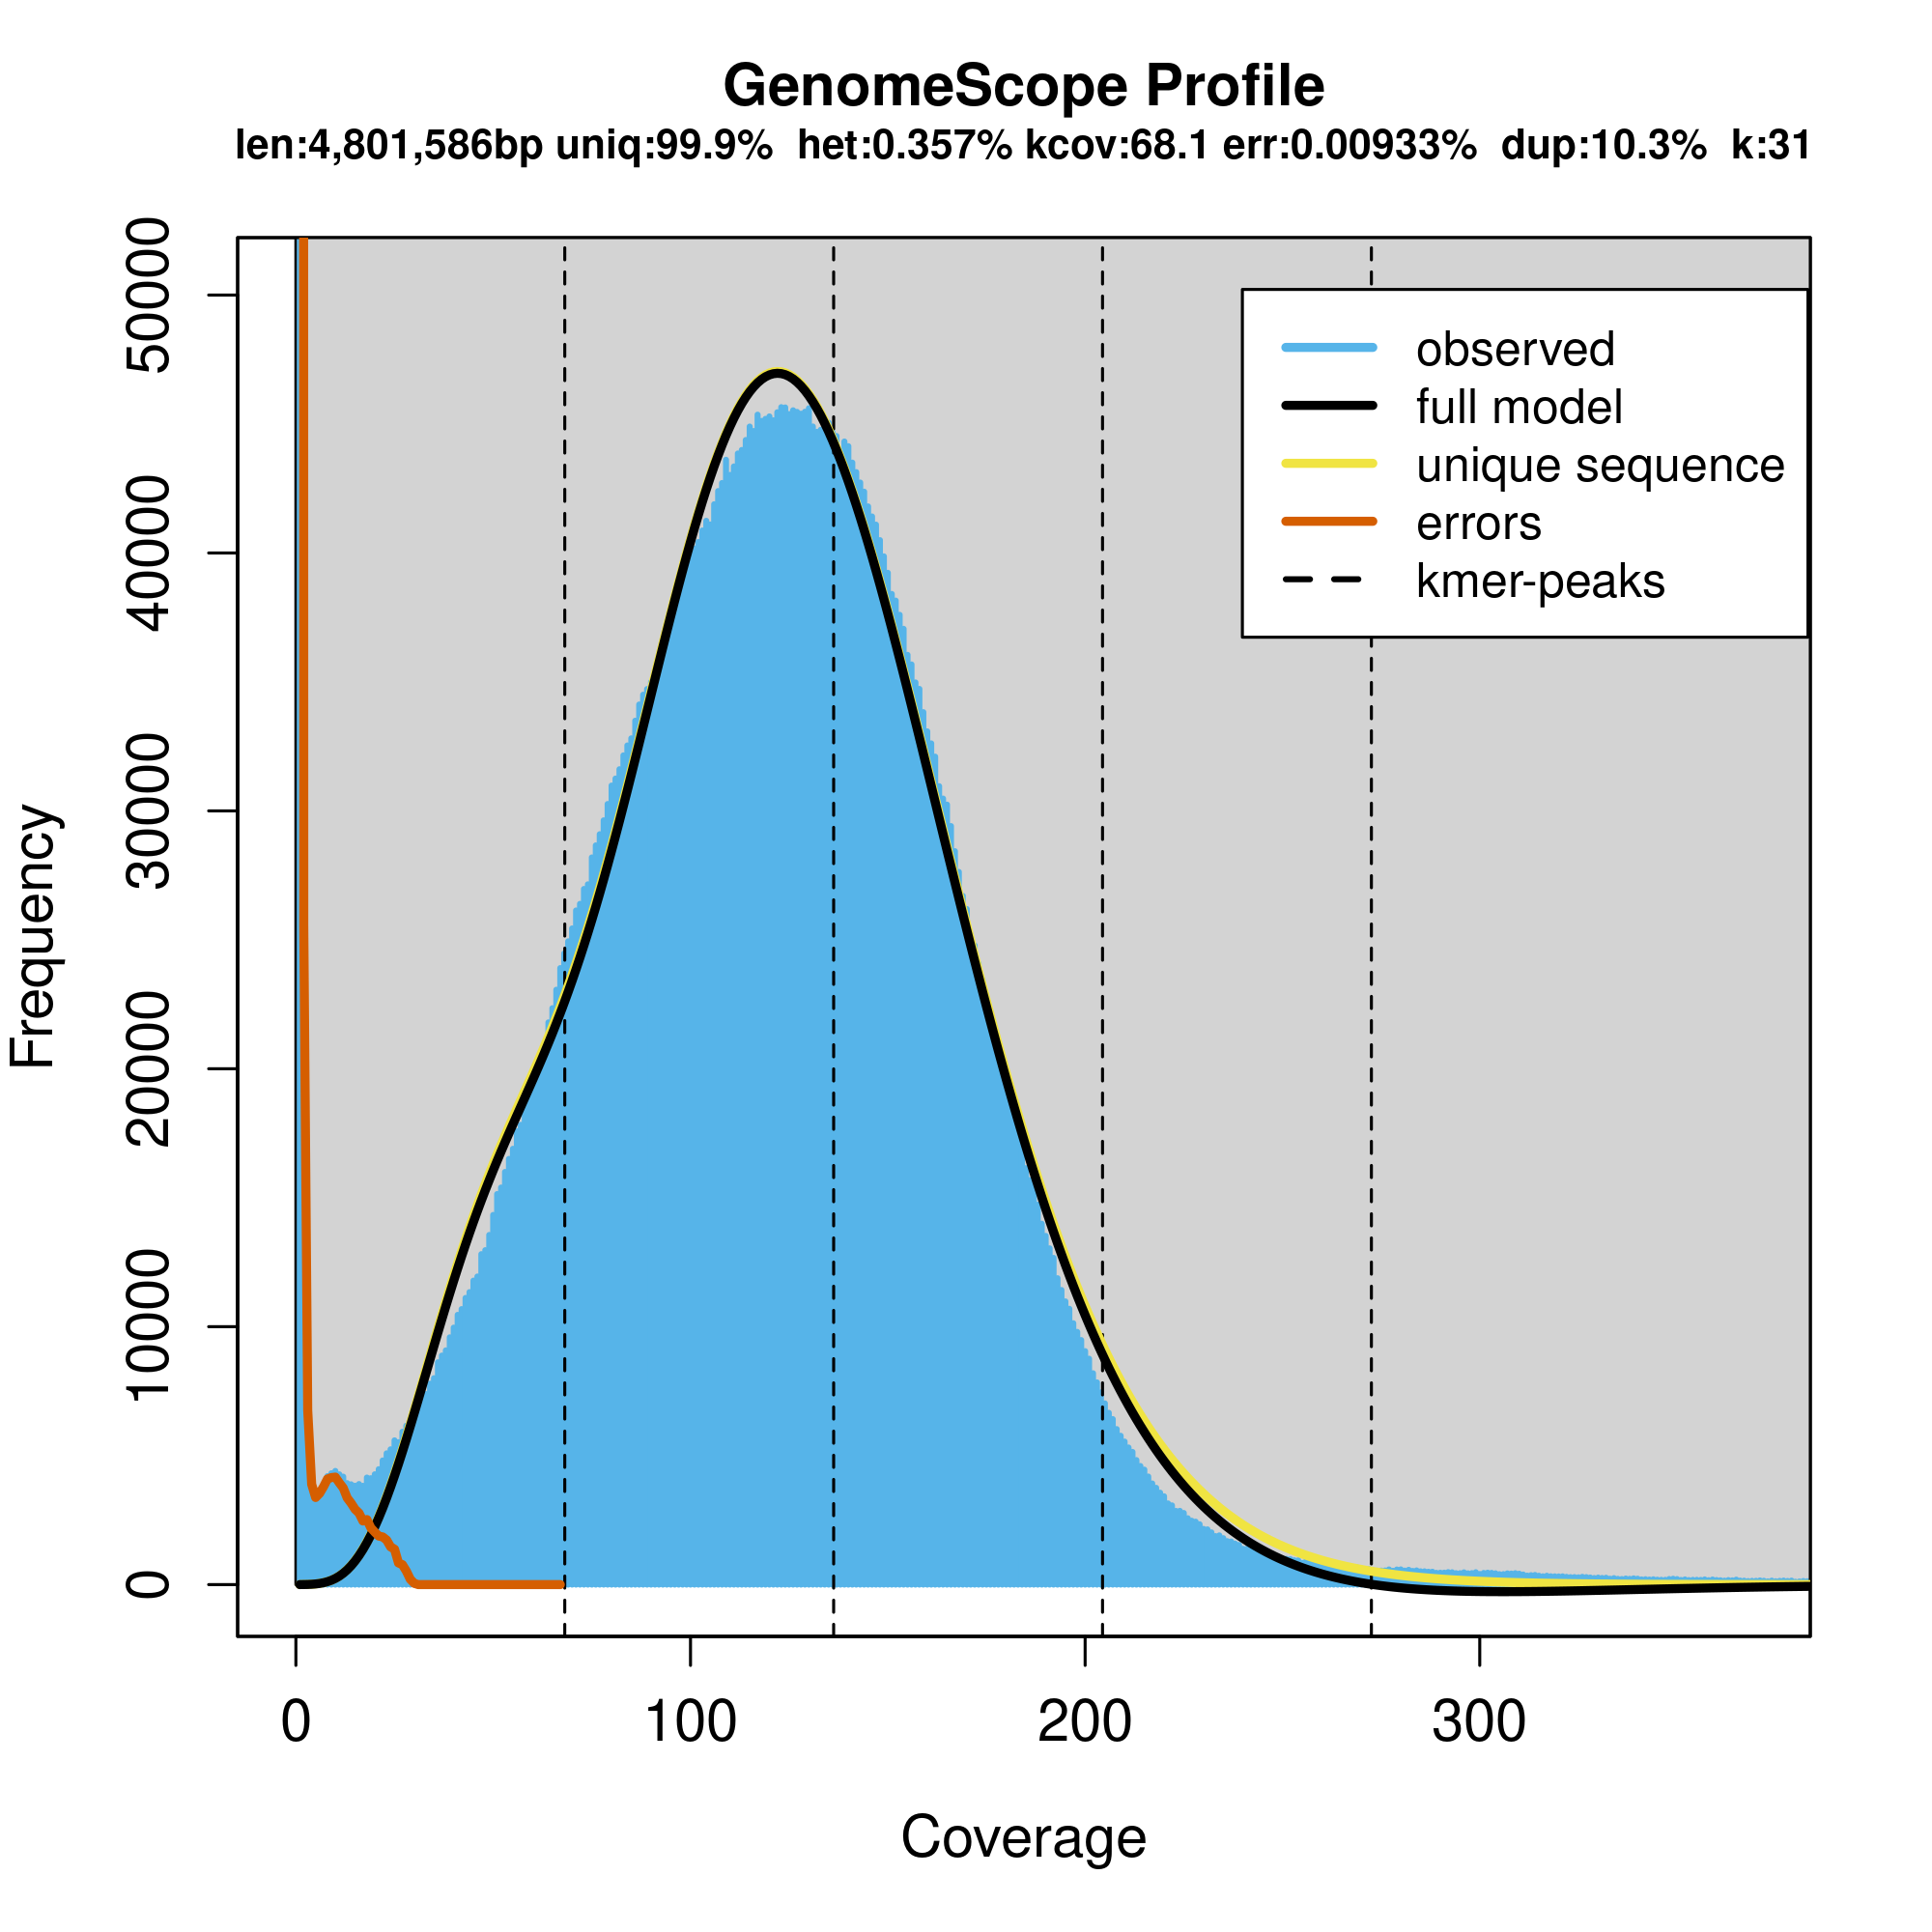 GenomeScope Profile
len:4,801,586bp uniq:99.9% het:0.357% kcov:68.1 err:0.00933% dup:10.3% k:31
Frequency
50000
40000
30000
20000
10000
0
observed
full model
unique sequence
errors
kmer-peaks
0 100 200 300
Coverage